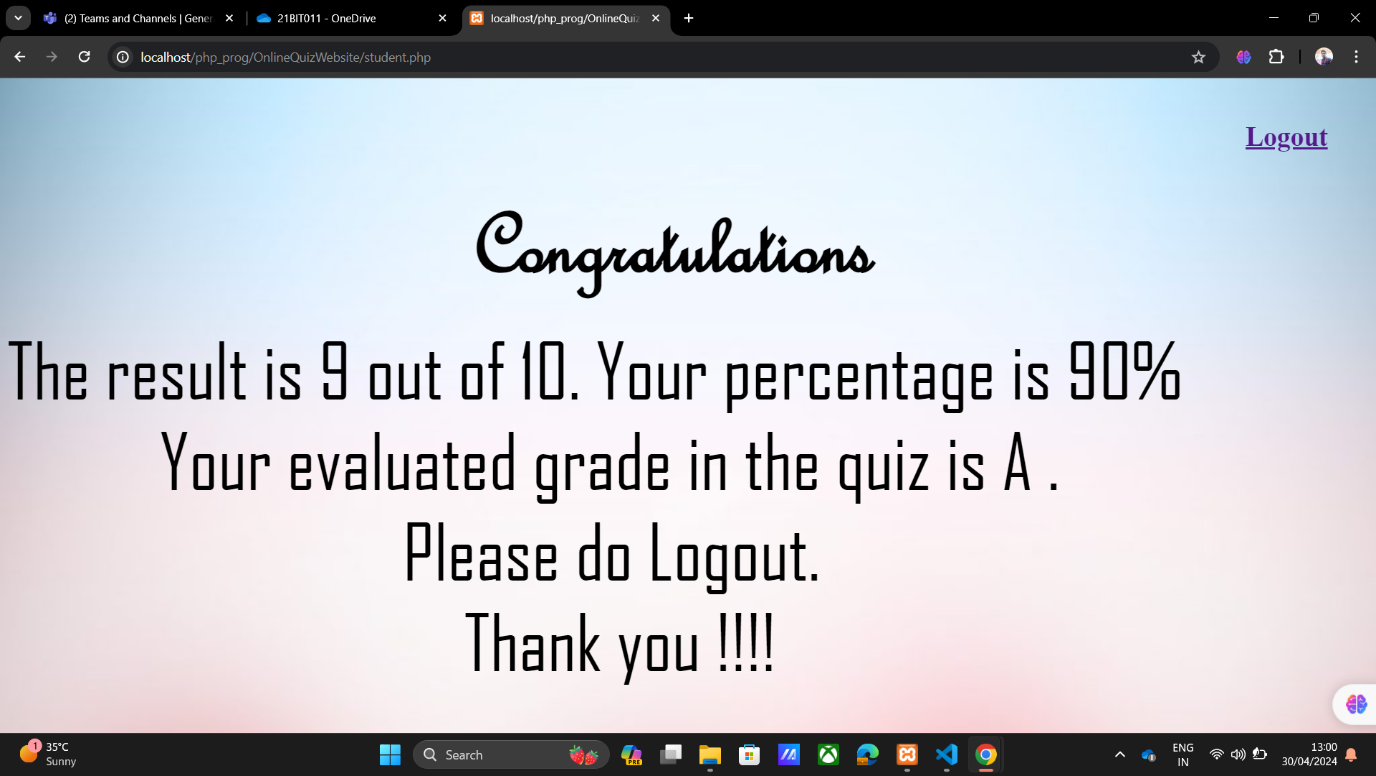 (2) Teams and Channels | Gener
21BIT011 - OneDrive
localhost/php_prog/OnlineQuiz
localhost/php_prog/OnlineQuizWebsite/student.php
Logout
Congratulations
The result is 9 out of 10. Your percentage is 90%
Your evaluated grade in the quiz is A .
Please do Logout.
Thank you !!!!
1
35°C
Sunny
Search
PRE
ENG
IN
13:00
30/04/2024